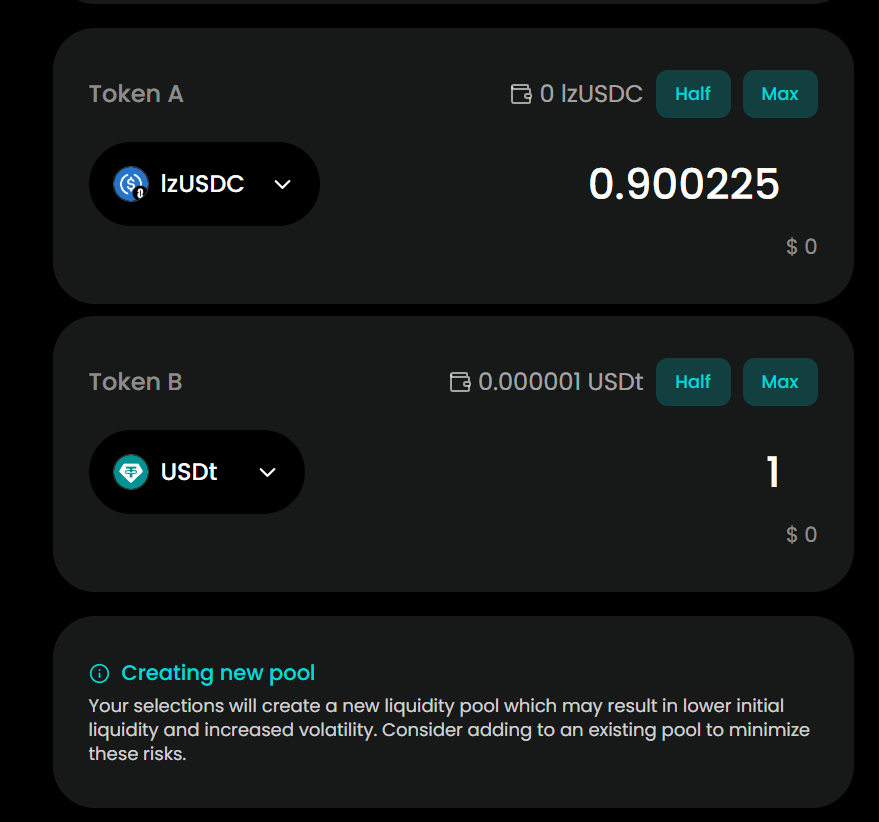 Token A
0 lzUSDC
Half
Max
lzUSDC
0.900225
$ 0
Token B
0.000001 USDt
Half
Max
USDt
1
$ 0
Creating new pool
Your selections will create a new liquidity pool which may result in lower initial
liquidity and increased volatility. Consider adding to an existing pool to minimize
these risks.